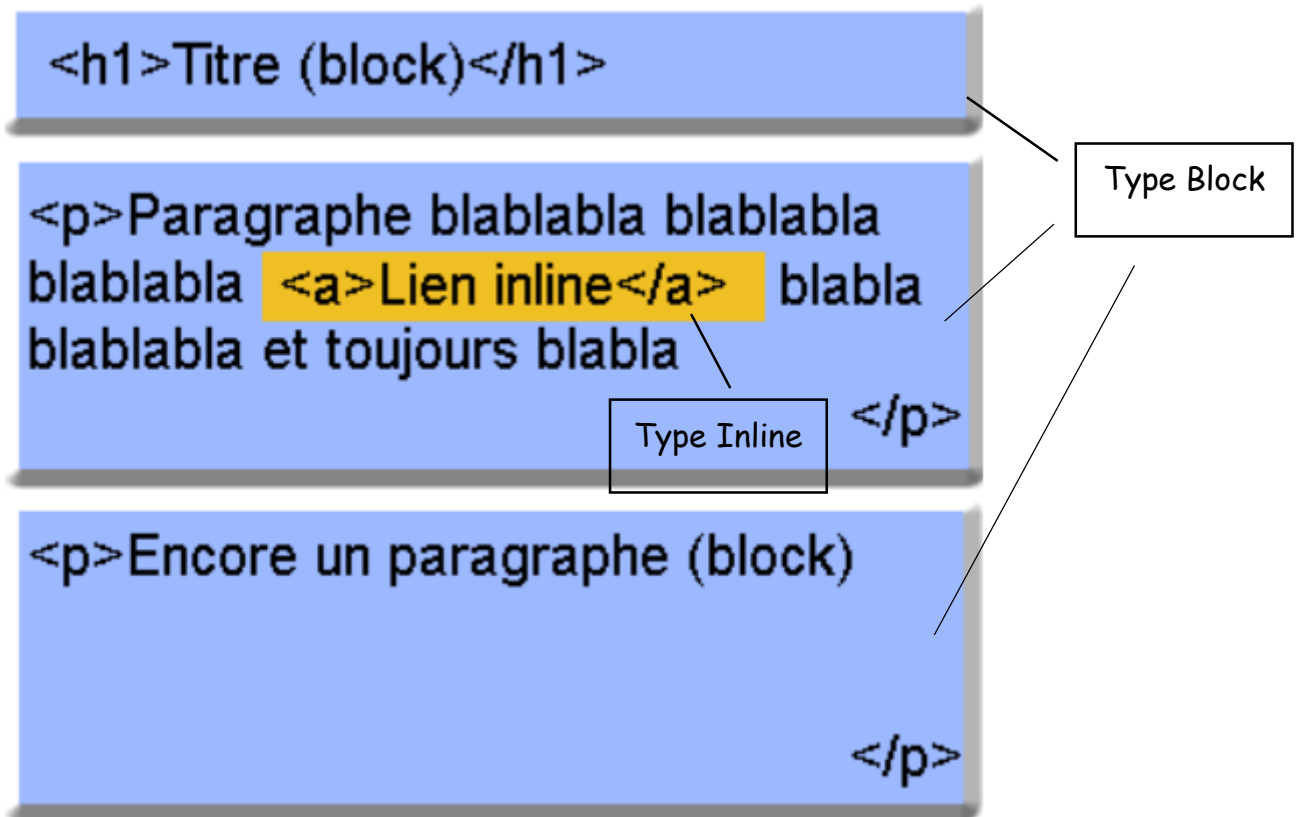 <h1>Titre (block)</h1>
Type Block
<p>Paragraphe blablabla blablabla
blablabla <a>Lien inline</a> blabla
blablabla et toujours blabla
</p>
Type Inline
<p>Encore un paragraphe (block)
</p>